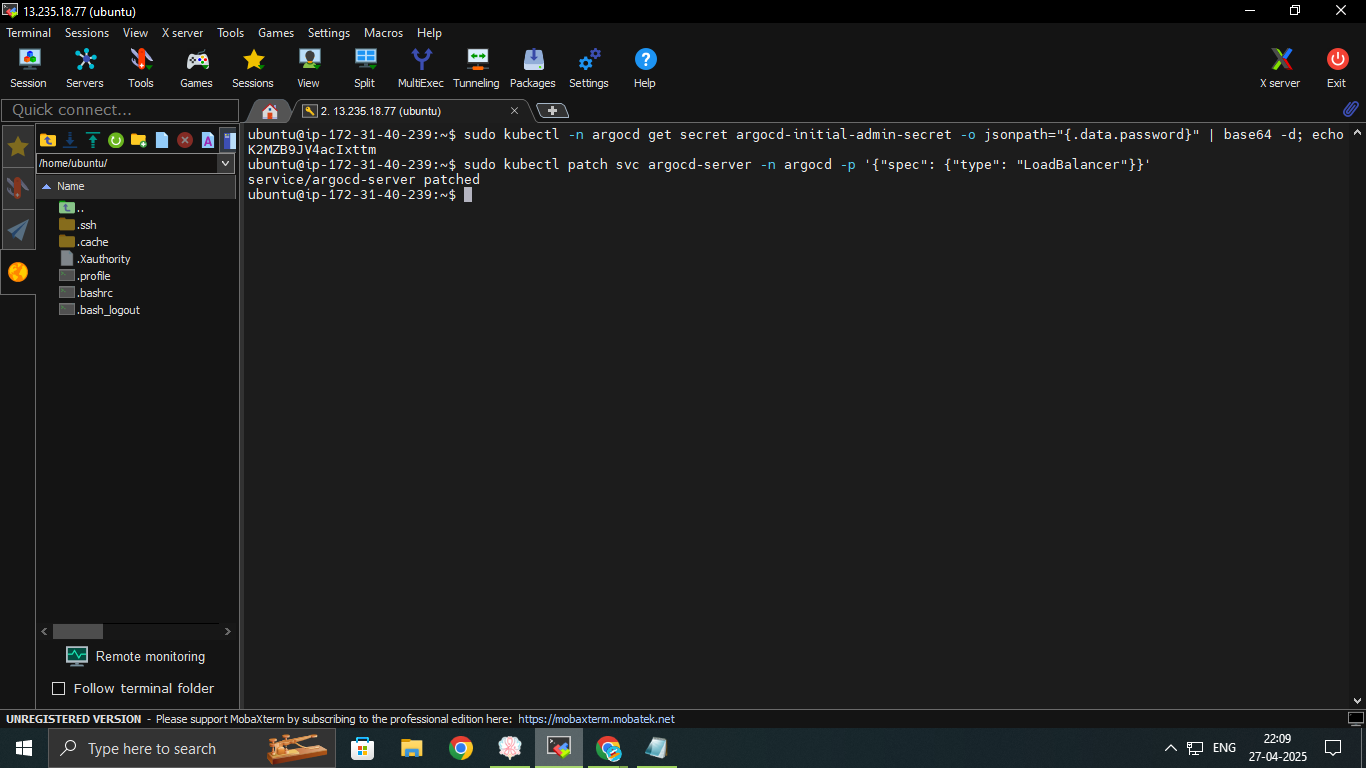 13.235.18.77 (ubuntu)
Terminal Sessions View X server Tools Games Settings Macros Help
Session Servers Tools Games Sessions View Split MultiExec Tunneling Packages Settings Help X server Exit
Quick connect...
2. 13.235.18.77 (ubuntu)
/home/ubuntu/
Name
..
.ssh
.cache
.Xauthority
.profile
.bashrc
.bash_logout
ubuntu@ip-172-31-40-239:~$ sudo kubectl -n argocd get secret argocd-initial-admin-secret -o jsonpath="{.data.password}" | base64 -d; echo
K2MZB9JV4acIxttm
ubuntu@ip-172-31-40-239:~$ sudo kubectl patch svc argocd-server -n argocd -p '{"spec": {"type": "LoadBalancer"}}'
service/argocd-server patched
ubuntu@ip-172-31-40-239:~$
Remote monitoring
Follow terminal folder
UNREGISTERED VERSION - Please support MobaXterm by subscribing to the professional edition here: https://mobaxterm.mobatek.net
Type here to search
ENG
22:09
27-04-2025